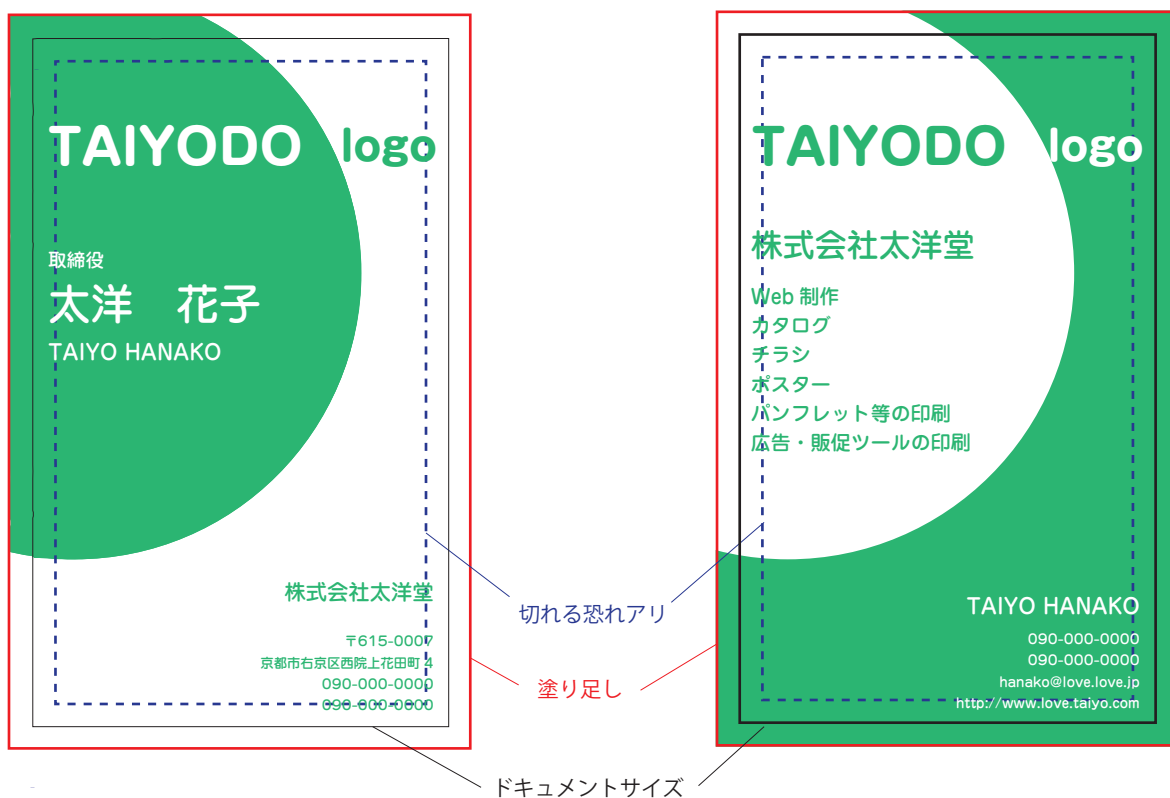 TAIYODO logo
取締役
太洋　花子
TAIYO HANAKO
株式会社太洋堂
〒615-0007
京都市右京区西院上花田町 4
090-000-0000
090-000-0000
TAIYODO logo
株式会社太洋堂
Web 制作
カタログ
チラシ
ポスター
パンフレット等の印刷
広告・販促ツールの印刷
TAIYO HANAKO
090-000-0000
090-000-0000
hanako@love.love.jp
http://www.love.taiyo.com
切れる恐れアリ
塗り足し
ドキュメントサイズ